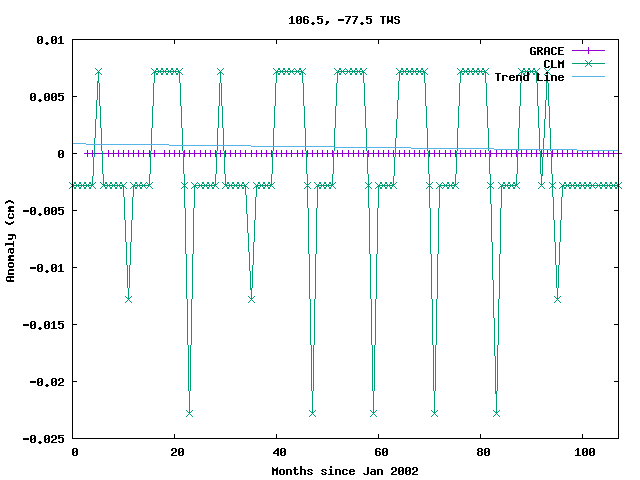 106.5, -77.5 TWS
0.01
0.005
0
-0.005
-0.01
-0.015
-0.02
-0.025
Anomaly (cm)
GRACE
CLM
Trend Line
0 20 40 60 80 100
Months since Jan 2002